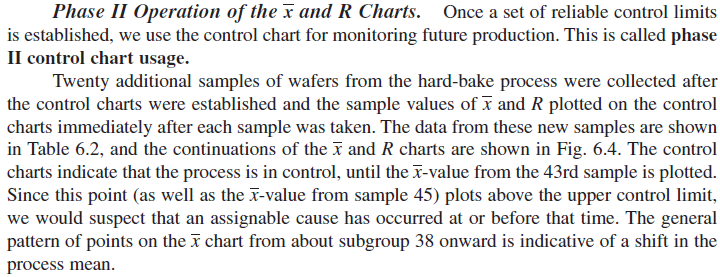 Phase II Operation of the x̄ and R Charts. Once a set of reliable control limits
is established, we use the control chart for monitoring future production. This is called phase
II control chart usage.
Twenty additional samples of wafers from the hard-bake process were collected after
the control charts were established and the sample values of x̄ and R plotted on the control
charts immediately after each sample was taken. The data from these new samples are shown
in Table 6.2, and the continuations of the x̄ and R charts are shown in Fig. 6.4. The control
charts indicate that the process is in control, until the x̄-value from the 43rd sample is plotted.
Since this point (as well as the x̄-value from sample 45) plots above the upper control limit,
we would suspect that an assignable cause has occurred at or before that time. The general
pattern of points on the x̄ chart from about subgroup 38 onward is indicative of a shift in the
process mean.